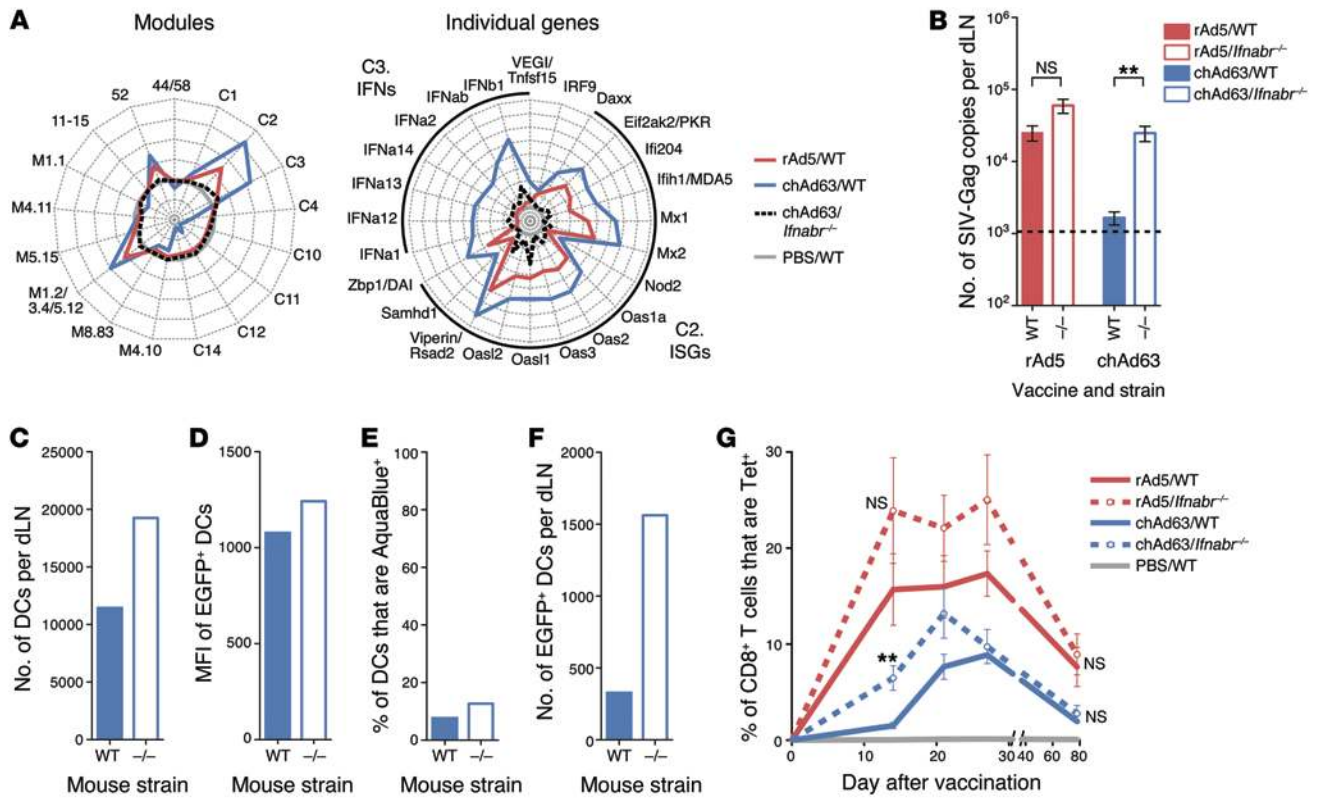 A
Modules
44/58
C1
C2
C3
C4
C10
C11
C12
C14
M4.10
M8.83
M1.2/
3.4/5.12
M5.15
M4.11
M1.1
11-15
52
Individual genes
C3.
IFNs
VEGI/
Tnfsf15
IRF9
Daxx
Eif2ak2/PKR
Ifi204
Ifih1/MDA5
Mx1
Mx2
Nod2
Oas1a
Oas2
Oas3
Oasl1
Oasl2
Viperin/
Rsad2
Samhd1
Zbp1/DAI
IFNa1
IFNa12
IFNa13
IFNa14
IFNa2
IFNab
IFNb1
C2.
ISGs
rAd5/WT
chAd63/WT
chAd63/
Ifnabr⁻/⁻
PBS/WT
B
No. of SIV-Gag copies per dLN
10⁶
10⁵
10⁴
10³
10²
NS
**
WT
–/–
WT
–/–
rAd5
chAd63
Vaccine and strain
rAd5/WT
rAd5/Ifnabr⁻/⁻
chAd63/WT
chAd63/Ifnabr⁻/⁻
C
No. of DCs per dLN
25000
20000
15000
10000
5000
0
WT
–/–
Mouse strain
D
MFI of EGFP⁺ DCs
1500
1000
500
0
WT
–/–
Mouse strain
E
% of DCs that are AquaBlue⁺
100
80
60
40
20
0
WT
–/–
Mouse strain
F
No. of EGFP⁺ DCs per dLN
2000
1500
1000
500
0
WT
–/–
Mouse strain
G
% of CD8⁺ T cells that are Tet⁺
30
20
10
0
NS
**
NS
NS
0
10
20
30
40
60
80
Day after vaccination
rAd5/WT
rAd5/Ifnabr⁻/⁻
chAd63/WT
chAd63/Ifnabr⁻/⁻
PBS/WT